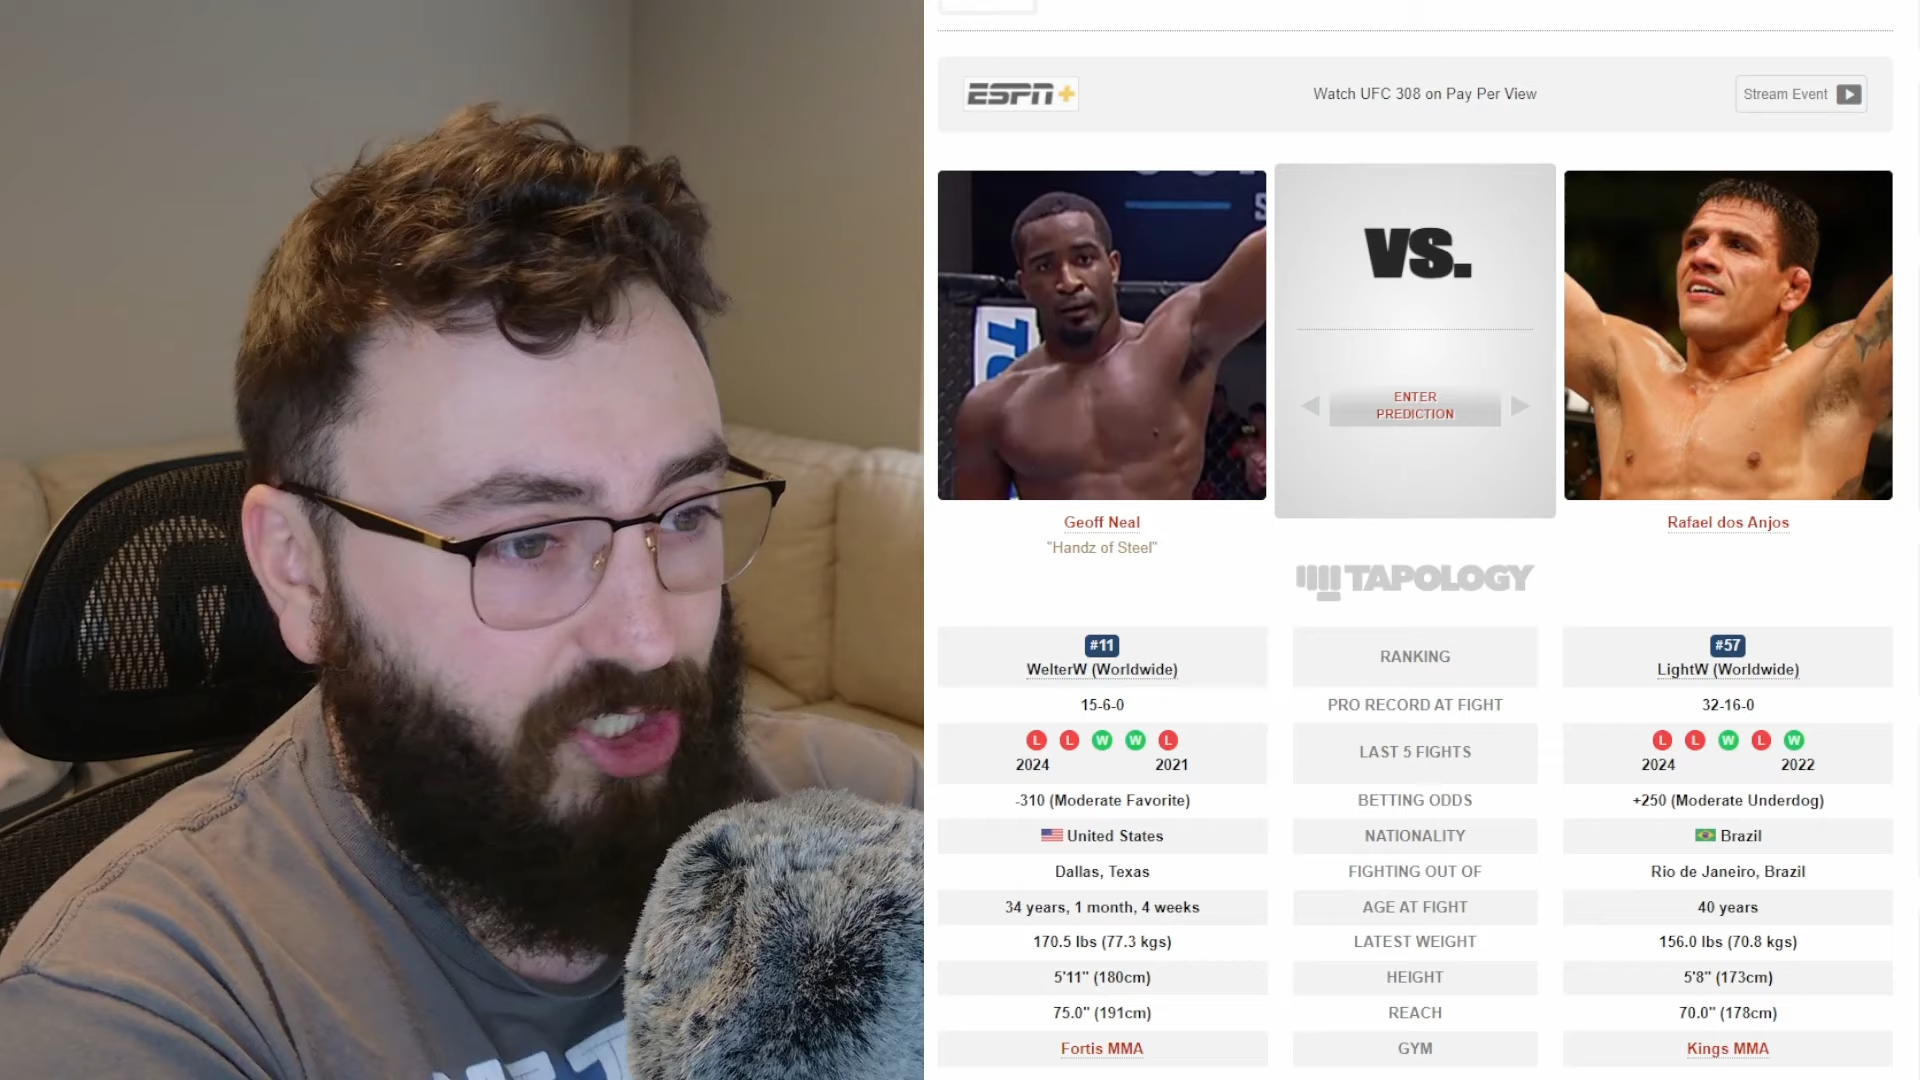 ESPN+
Watch UFC 308 on Pay Per View
Stream Event
VS.
ENTER
PREDICTION
Geoff Neal
"Handz of Steel"
Rafael dos Anjos
TAPOLOGY
#11
WelterW (Worldwide)
RANKING
#57
LightW (Worldwide)
15-6-0
PRO RECORD AT FIGHT
32-16-0
L L W W L
2024 2021
LAST 5 FIGHTS
L L W L W
2024 2022
-310 (Moderate Favorite)
BETTING ODDS
+250 (Moderate Underdog)
United States
NATIONALITY
Brazil
Dallas, Texas
FIGHTING OUT OF
Rio de Janeiro, Brazil
34 years, 1 month, 4 weeks
AGE AT FIGHT
40 years
170.5 lbs (77.3 kgs)
LATEST WEIGHT
156.0 lbs (70.8 kgs)
5'11" (180cm)
HEIGHT
5'8" (173cm)
75.0" (191cm)
REACH
70.0" (178cm)
Fortis MMA
GYM
Kings MMA